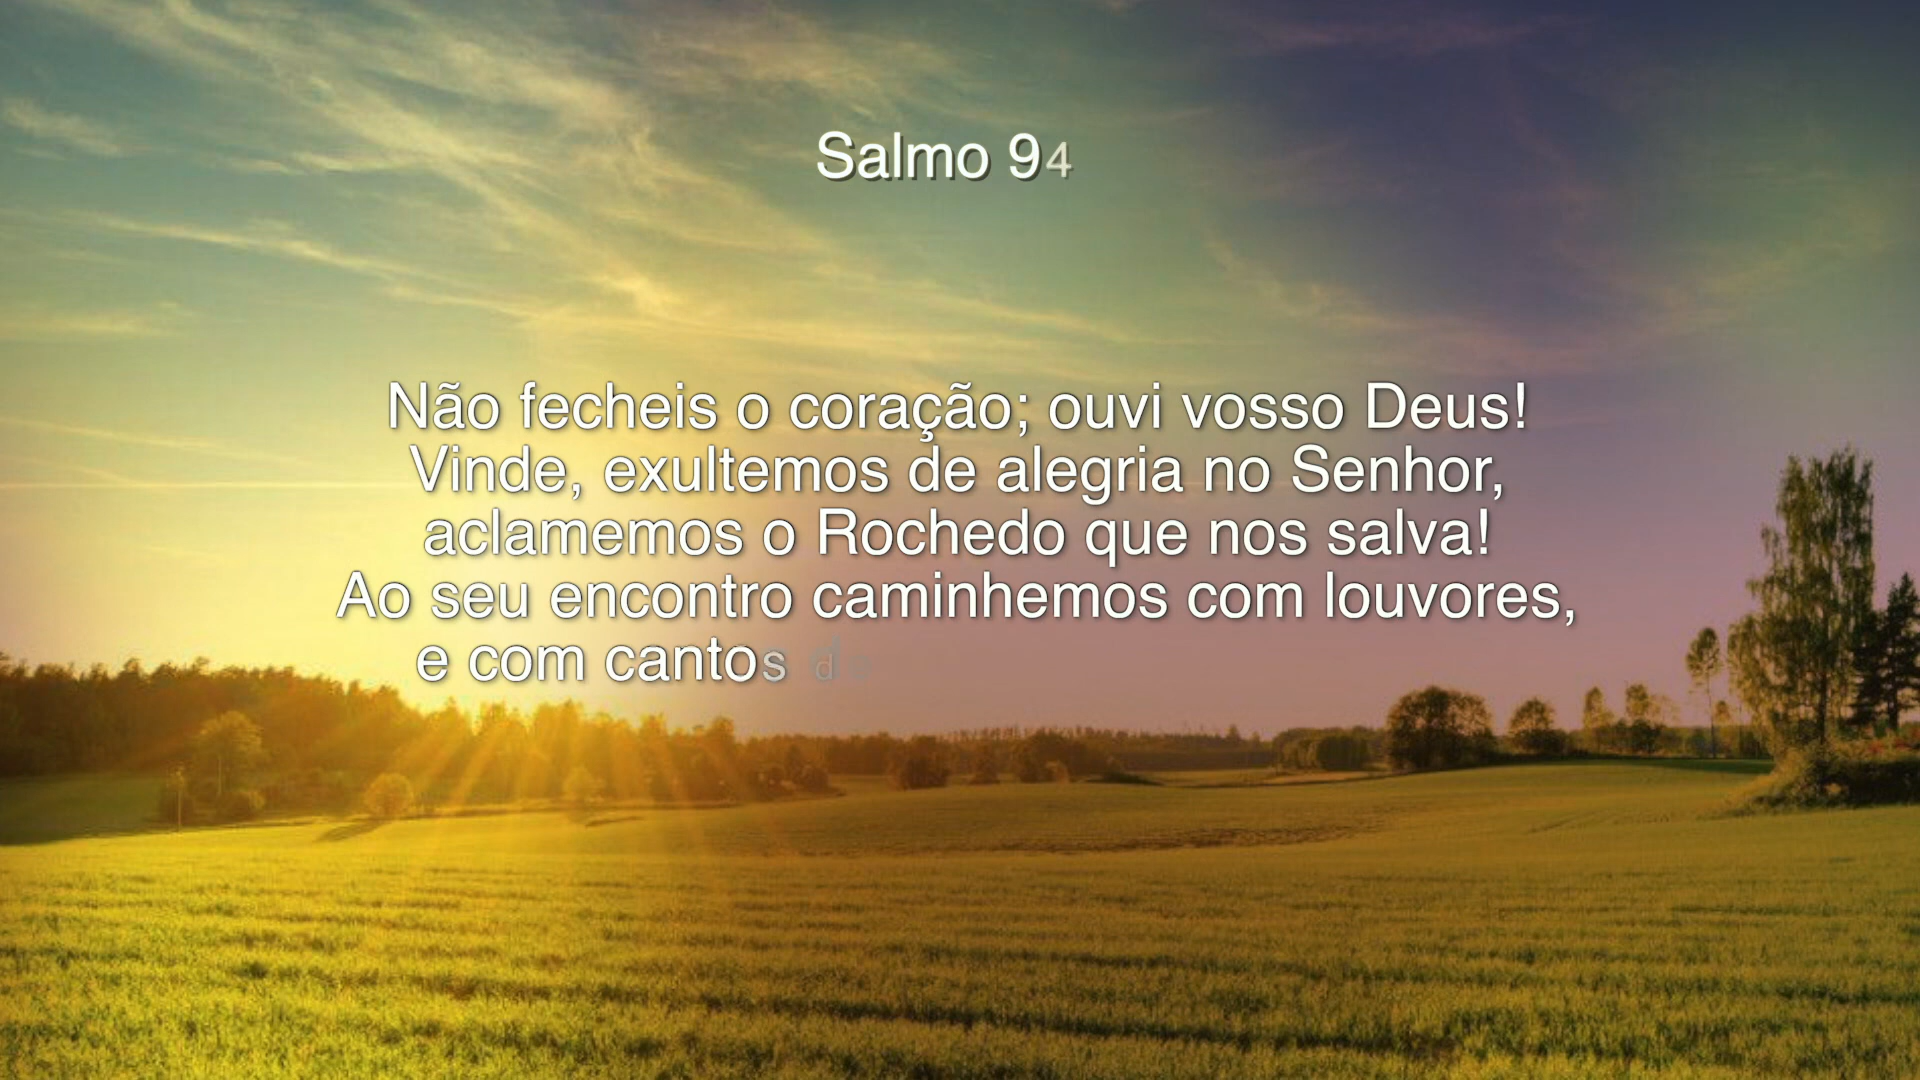 Salmo 94
Não fecheis o coração; ouvi vosso Deus!
Vinde, exultemos de alegria no Senhor,
aclamemos o Rochedo que nos salva!
Ao seu encontro caminhemos com louvores,
e com cantos